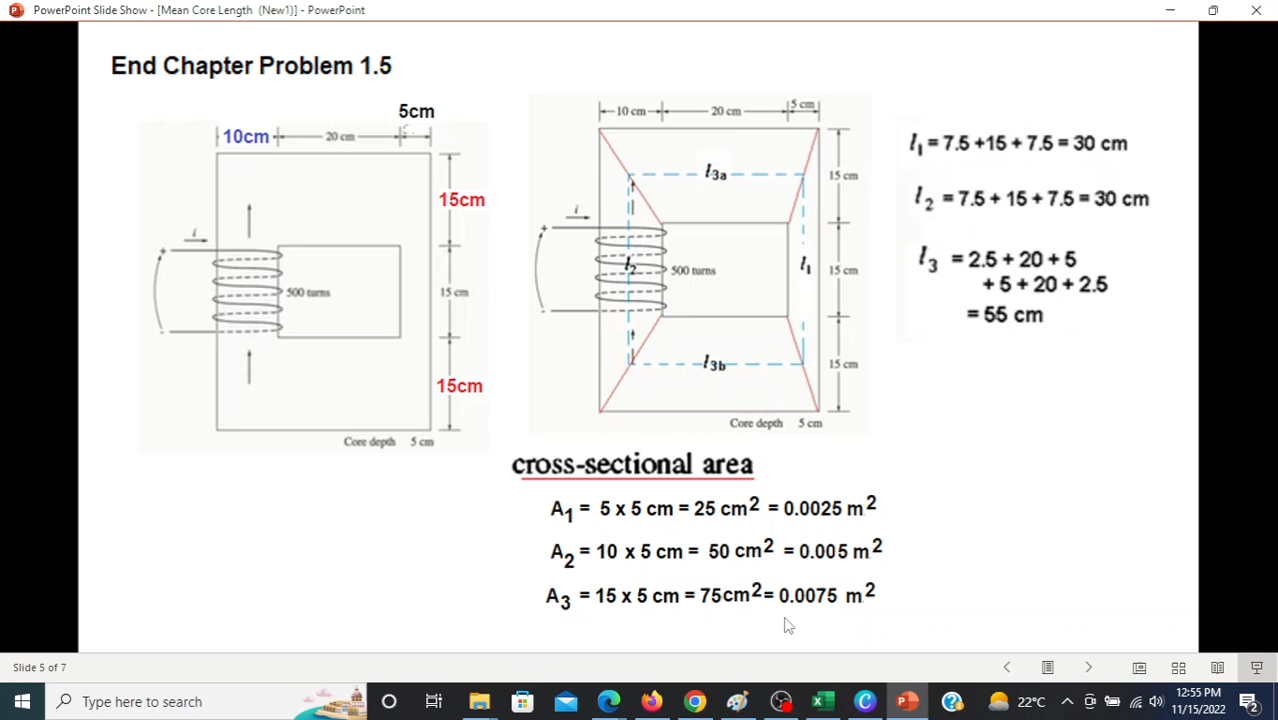 PowerPoint Slide Show - [Mean Core Length (New1)] - PowerPoint
End Chapter Problem 1.5
5cm
10cm
20 cm
15cm
i
+
500 turns
15 cm
-
15cm
Core depth 5 cm
10 cm
20 cm
5 cm
l3a
15 cm
i
+
l2
500 turns
l1
15 cm
-
l3b
15 cm
Core depth 5 cm
l1 = 7.5 +15 + 7.5 = 30 cm
l2 = 7.5 + 15 + 7.5 = 30 cm
l3 = 2.5 + 20 + 5
+ 5 + 20 + 2.5
= 55 cm
cross-sectional area
A1 = 5 x 5 cm = 25 cm2 = 0.0025 m2
A2 = 10 x 5 cm = 50 cm2 = 0.005 m2
A3 = 15 x 5 cm = 75cm2= 0.0075 m2
Slide 5 of 7
Type here to search
22°C
12:55 PM
11/15/2022
2